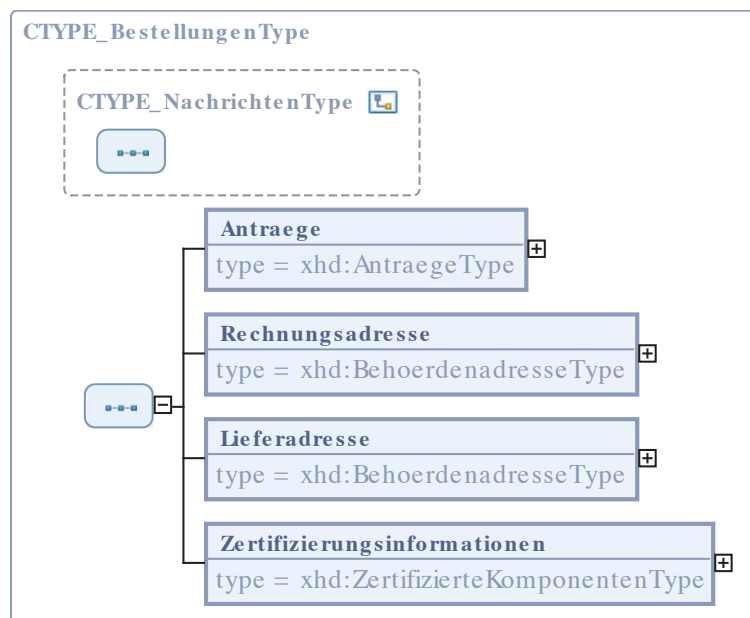 CTYPE_BestellungenType
CTYPE_NachrichtenType
Antraege
type = xhd:AntraegeType
Rechnungsadresse
type = xhd:BehoerdenadresseType
Lieferadresse
type = xhd:BehoerdenadresseType
Zertifizierungsinformationen
type = xhd:ZertifizierteKomponentenType